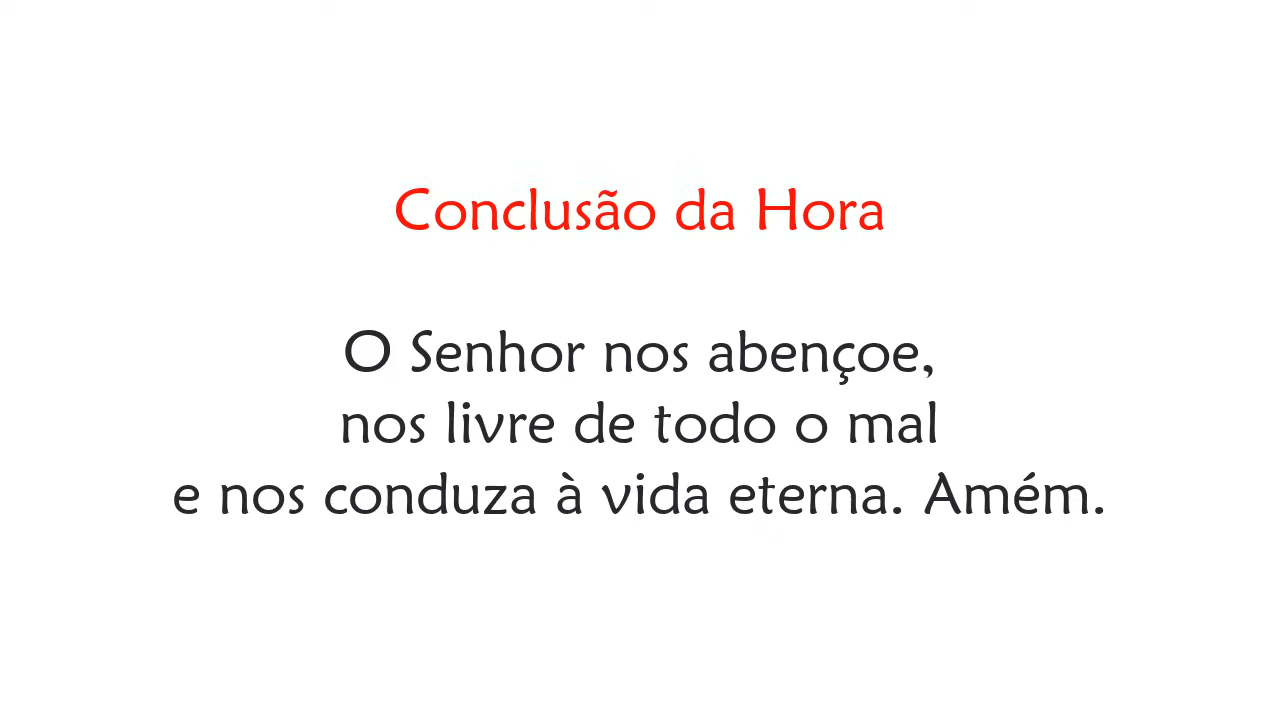 Conclusão da Hora
O Senhor nos abençoe,
nos livre de todo o mal
e nos conduza à vida eterna. Amém.